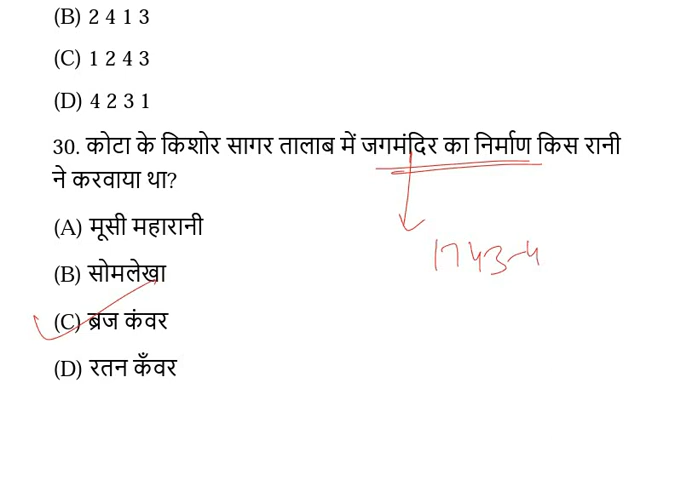 (B) 2 4 1 3
(C) 1 2 4 3
(D) 4 2 3 1
30. कोटा के किशोर सागर तालाब में जगमंदिर का निर्माण किस रानी
ने करवाया था?
1743-4
(A) मूसी महारानी
(B) सोमलेखा
(C) ब्रज कंवर
(D) रतन कँवर